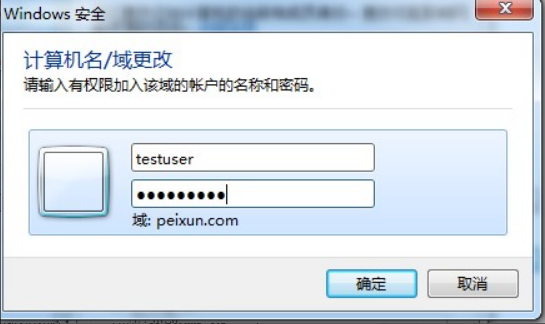 Windows 安全
计算机名/域更改
请输入有权限加入该域的帐户的名称和密码。
testuser
●●●●●●●●●
域: peixun.com
确定
取消